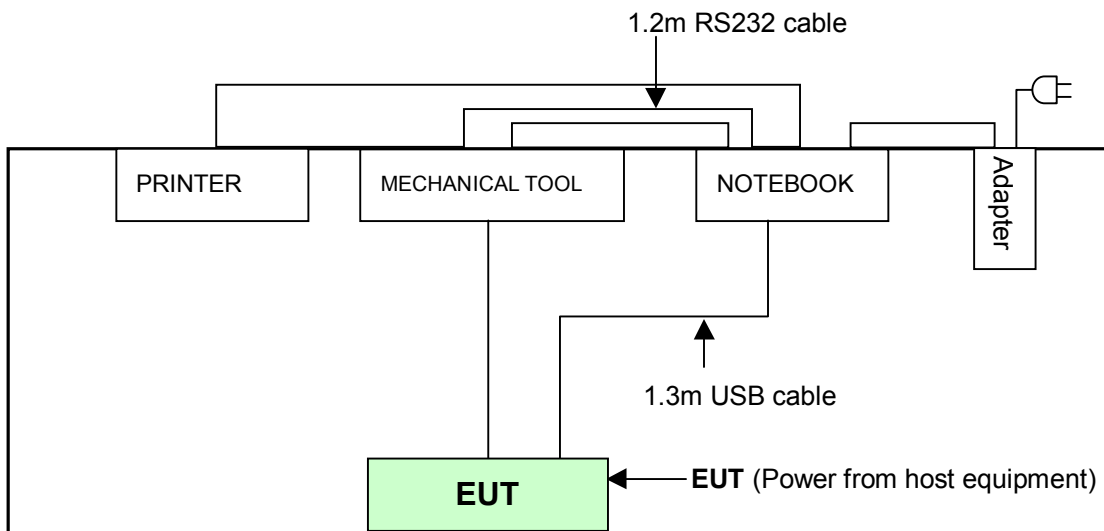 1.2m RS232 cable
PRINTER
MECHANICAL TOOL
NOTEBOOK
Adapter
1.3m USB cable
EUT
EUT (Power from host equipment)